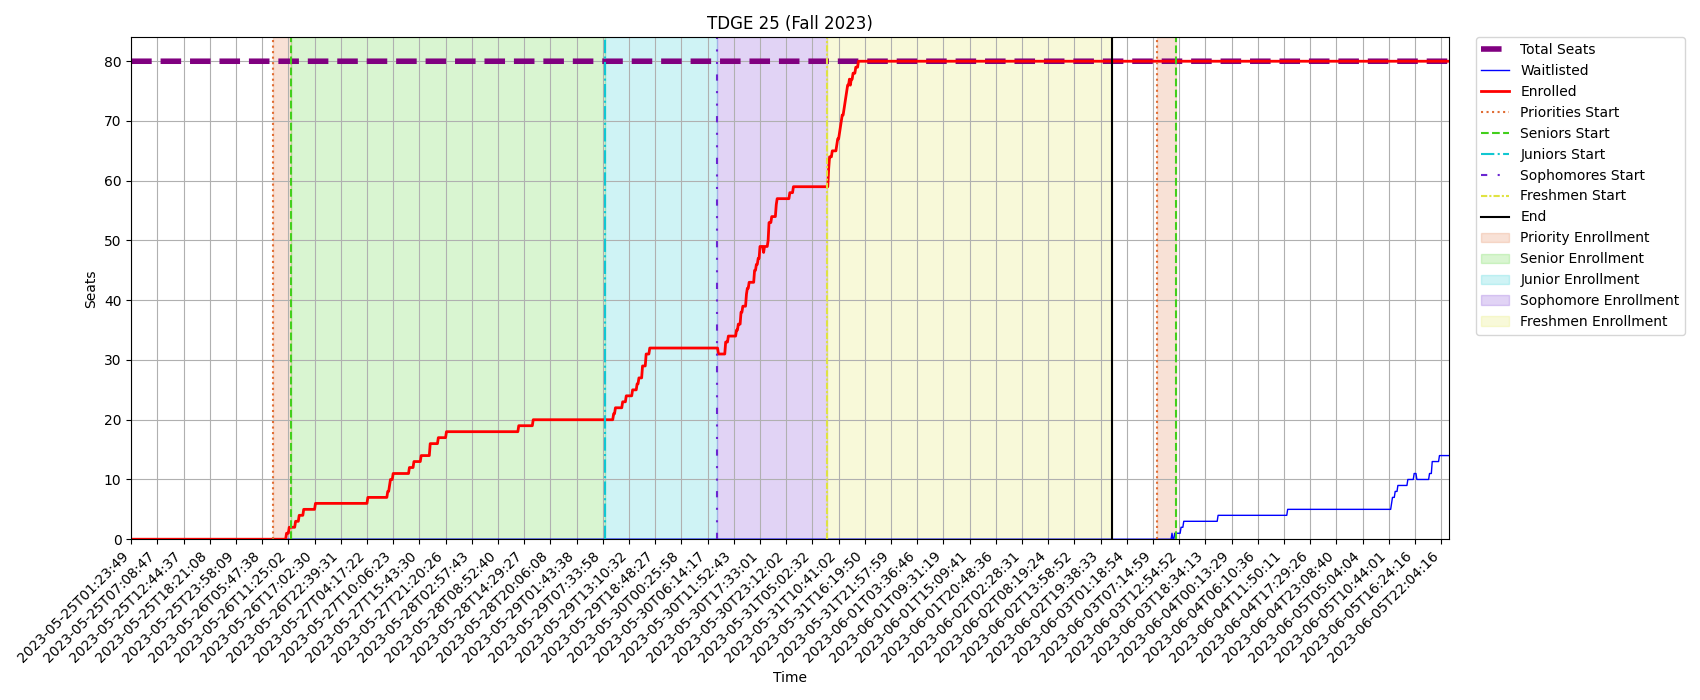 TDGE 25 (Fall 2023)
Total Seats
Waitlisted
Enrolled
Priorities Start
Seniors Start
Juniors Start
Sophomores Start
Freshmen Start
End
Priority Enrollment
Senior Enrollment
Junior Enrollment
Sophomore Enrollment
Freshmen Enrollment
Seats
80
70
60
50
40
30
20
10
0
2023-05-25T01:23:49
2023-05-25T07:08:47
2023-05-25T12:44:37
2023-05-25T18:21:08
2023-05-25T23:58:09
2023-05-26T05:47:38
2023-05-26T11:25:02
2023-05-26T17:02:30
2023-05-26T22:39:31
2023-05-27T04:17:22
2023-05-27T10:06:23
2023-05-27T15:43:30
2023-05-27T21:20:26
2023-05-28T02:57:43
2023-05-28T08:52:40
2023-05-28T14:29:27
2023-05-28T20:06:08
2023-05-29T01:43:38
2023-05-29T07:33:58
2023-05-29T13:10:32
2023-05-29T18:48:27
2023-05-30T00:25:58
2023-05-30T06:14:17
2023-05-30T11:52:43
2023-05-30T17:33:01
2023-05-30T23:12:02
2023-05-31T05:02:32
2023-05-31T10:41:02
2023-05-31T16:19:50
2023-05-31T21:57:59
2023-06-01T03:36:46
2023-06-01T09:31:19
2023-06-01T15:09:41
2023-06-01T20:48:36
2023-06-02T02:28:31
2023-06-02T08:19:24
2023-06-02T13:58:52
2023-06-02T19:38:33
2023-06-03T01:18:54
2023-06-03T07:14:59
2023-06-03T12:54:52
2023-06-03T18:34:13
2023-06-04T00:13:29
2023-06-04T06:10:36
2023-06-04T11:50:11
2023-06-04T17:29:26
2023-06-04T23:08:40
2023-06-05T05:04:04
2023-06-05T10:44:01
2023-06-05T16:24:16
2023-06-05T22:04:16
Time